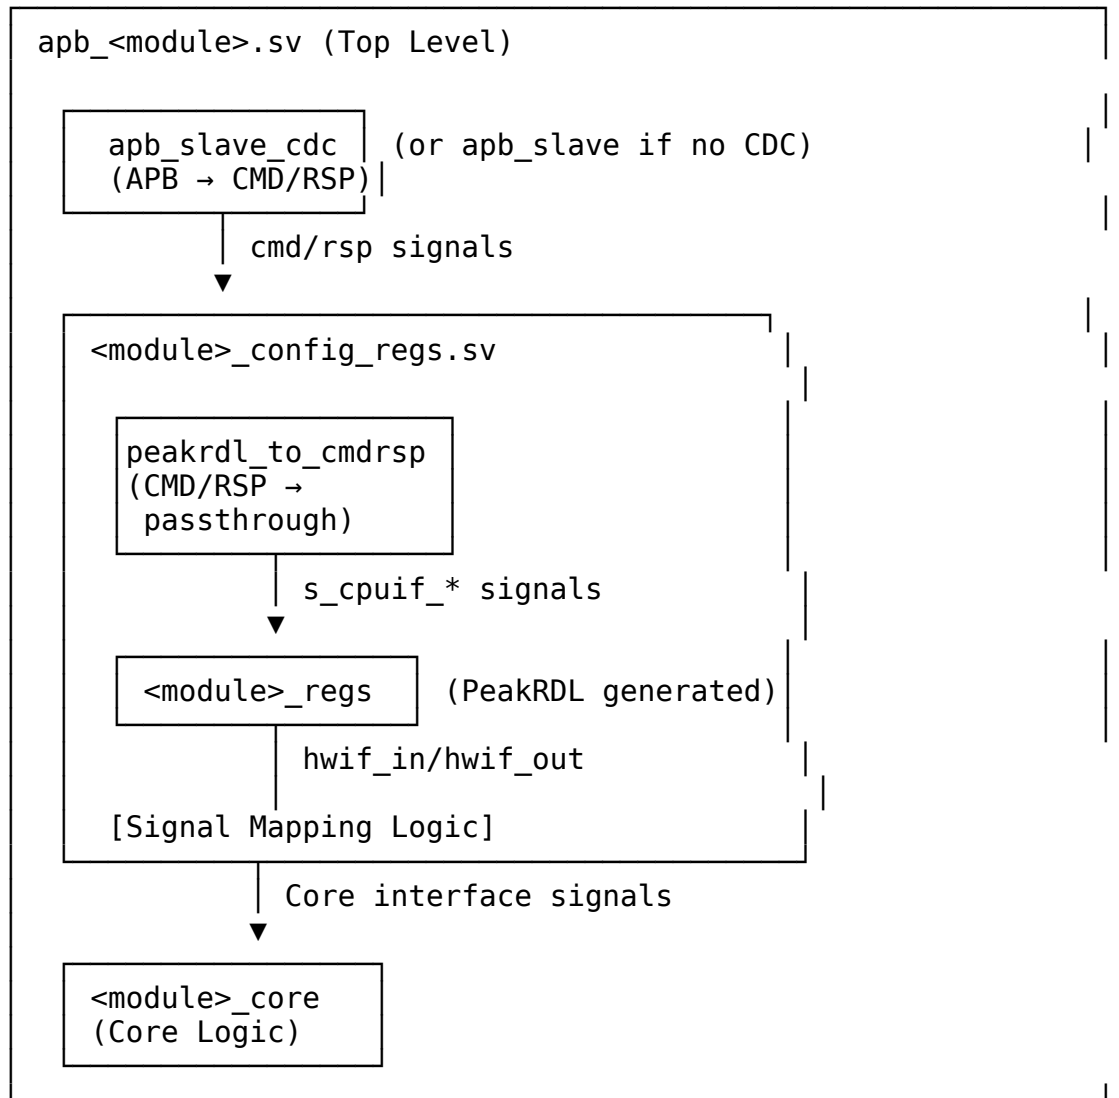 apb_<module>.sv (Top Level)
apb_slave_cdc (or apb_slave if no CDC)
(APB → CMD/RSP)
cmd/rsp signals
<module>_config_regs.sv
peakrdl_to_cmdrsp
(CMD/RSP →
passthrough)
s_cpuif_* signals
<module>_regs (PeakRDL generated)
hwif_in/hwif_out
[Signal Mapping Logic]
Core interface signals
<module>_core
(Core Logic)